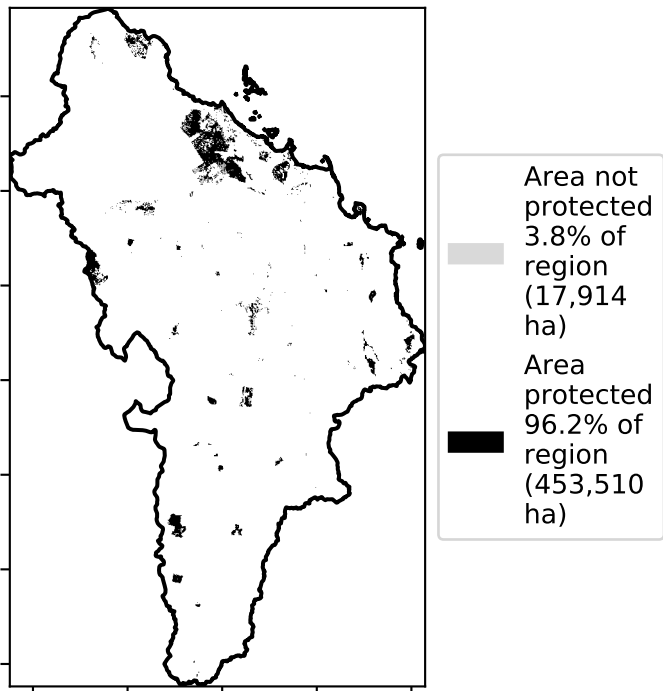 Area not
protected
3.8% of
region
(17,914
ha)
Area
protected
96.2% of
region
(453,510
ha)